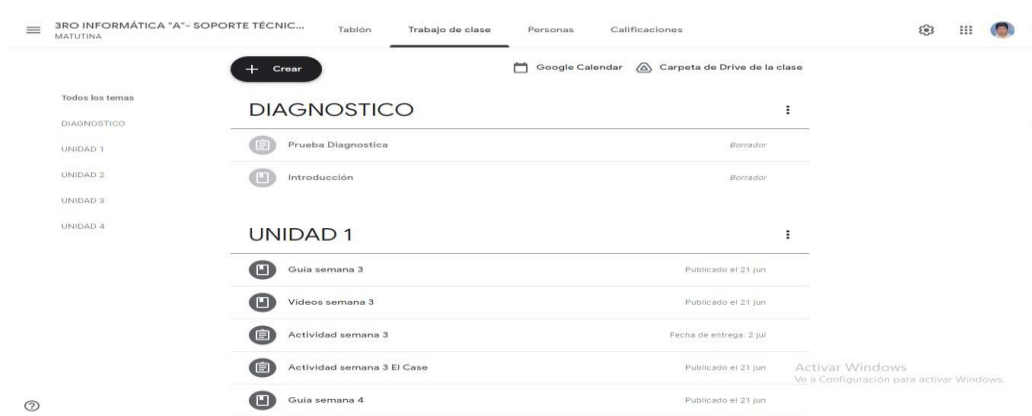 3RO INFORMÁTICA "A"- SOPORTE TÉCNIC...
MATUTINA
Tablón
Trabajo de clase
Personas
Calificaciones
Crear
Google Calendar
Carpeta de Drive de la clase
Todos los temas
DIAGNOSTICO
UNIDAD 1
UNIDAD 2
UNIDAD 3
UNIDAD 4
DIAGNOSTICO
Prueba Diagnostica Borrador
Introducción Borrador
UNIDAD 1
Guía semana 3 Publicado el 21 jun
Vídeos semana 3 Publicado el 21 jun
Actividad semana 3 Fecha de entrega: 2 jul
Actividad semana 3 El Case Publicado el 21 jun
Guía semana 4 Publicado el 21 jun
Activar Windows
Ve a Configuración para activar Windows.